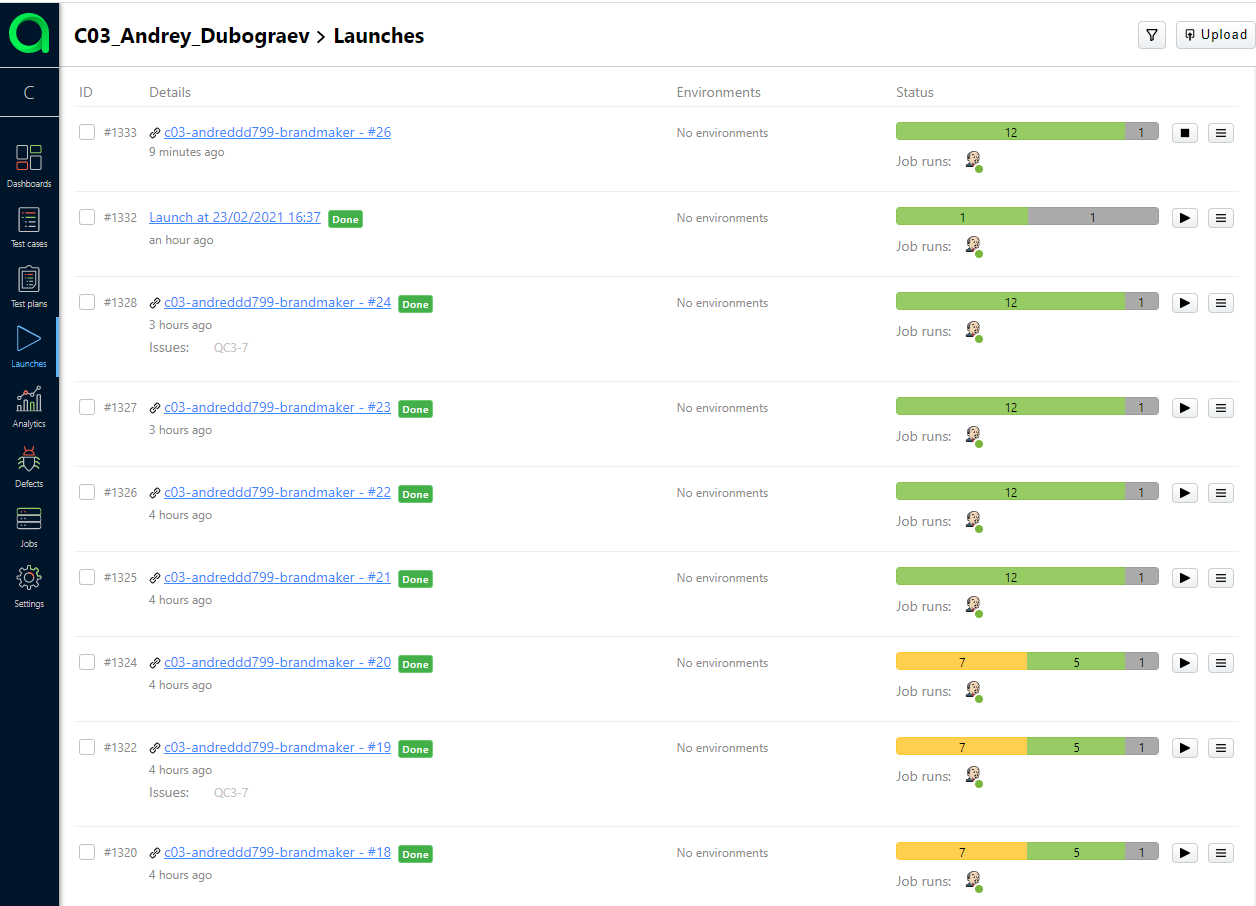 C03_Andrey_Dubograev > Launches
Upload
C
Dashboards
Test cases
Test plans
Launches
Analytics
Defects
Jobs
Settings
ID Details Environments Status
#1333 c03-andreddd799-brandmaker - #26 No environments 12 1
9 minutes ago
Job runs:
#1332 Launch at 23/02/2021 16:37 Done No environments 1 1
an hour ago
Job runs:
#1328 c03-andreddd799-brandmaker - #24 Done No environments 12 1
3 hours ago
Job runs:
Issues: QC3-7
#1327 c03-andreddd799-brandmaker - #23 Done No environments 12 1
3 hours ago
Job runs:
#1326 c03-andreddd799-brandmaker - #22 Done No environments 12 1
4 hours ago
Job runs:
#1325 c03-andreddd799-brandmaker - #21 Done No environments 12 1
4 hours ago
Job runs:
#1324 c03-andreddd799-brandmaker - #20 Done No environments 7 5 1
4 hours ago
Job runs:
#1322 c03-andreddd799-brandmaker - #19 Done No environments 7 5 1
4 hours ago
Job runs:
Issues: QC3-7
#1320 c03-andreddd799-brandmaker - #18 Done No environments 7 5 1
4 hours ago
Job runs: